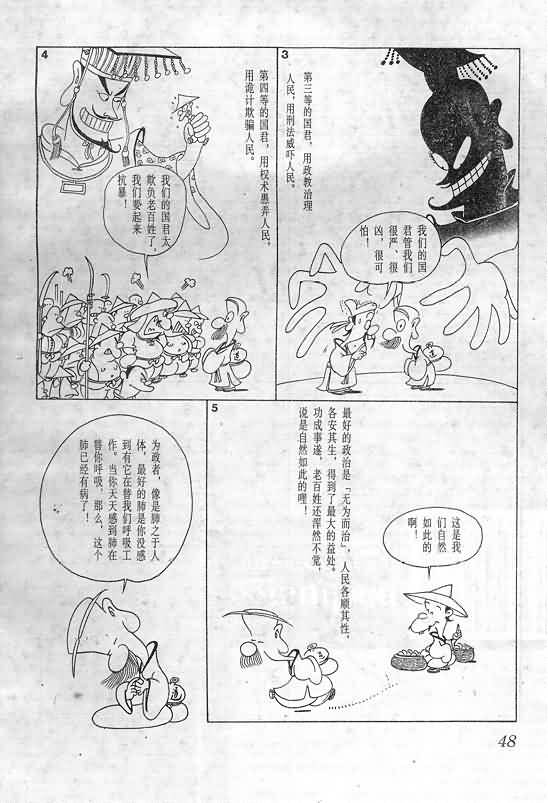 3
第三等的国君，用政教治理
人民，用刑法威吓人民。
我们的国
君管我们
很严，很
凶，很可
怕！
4
第四等的国君，用权术愚弄人民，
用诡计欺骗人民。
我们的国君太
欺负老百姓了，
我们要起来
抗暴！
5
最好的政治是「无为而治」，人民各顺其性，
各安其生，得到了最大的益处。
功成事遂，老百姓还浑然不觉，
说是自然如此的哩！
这是我
们自然
如此的
啊！
为政者，像是肺之于人
体，最好的肺是你没感
到有它在替我们呼吸工
作。当你天天感到肺在
替你呼吸，那么，这个
肺已经有病了！
48